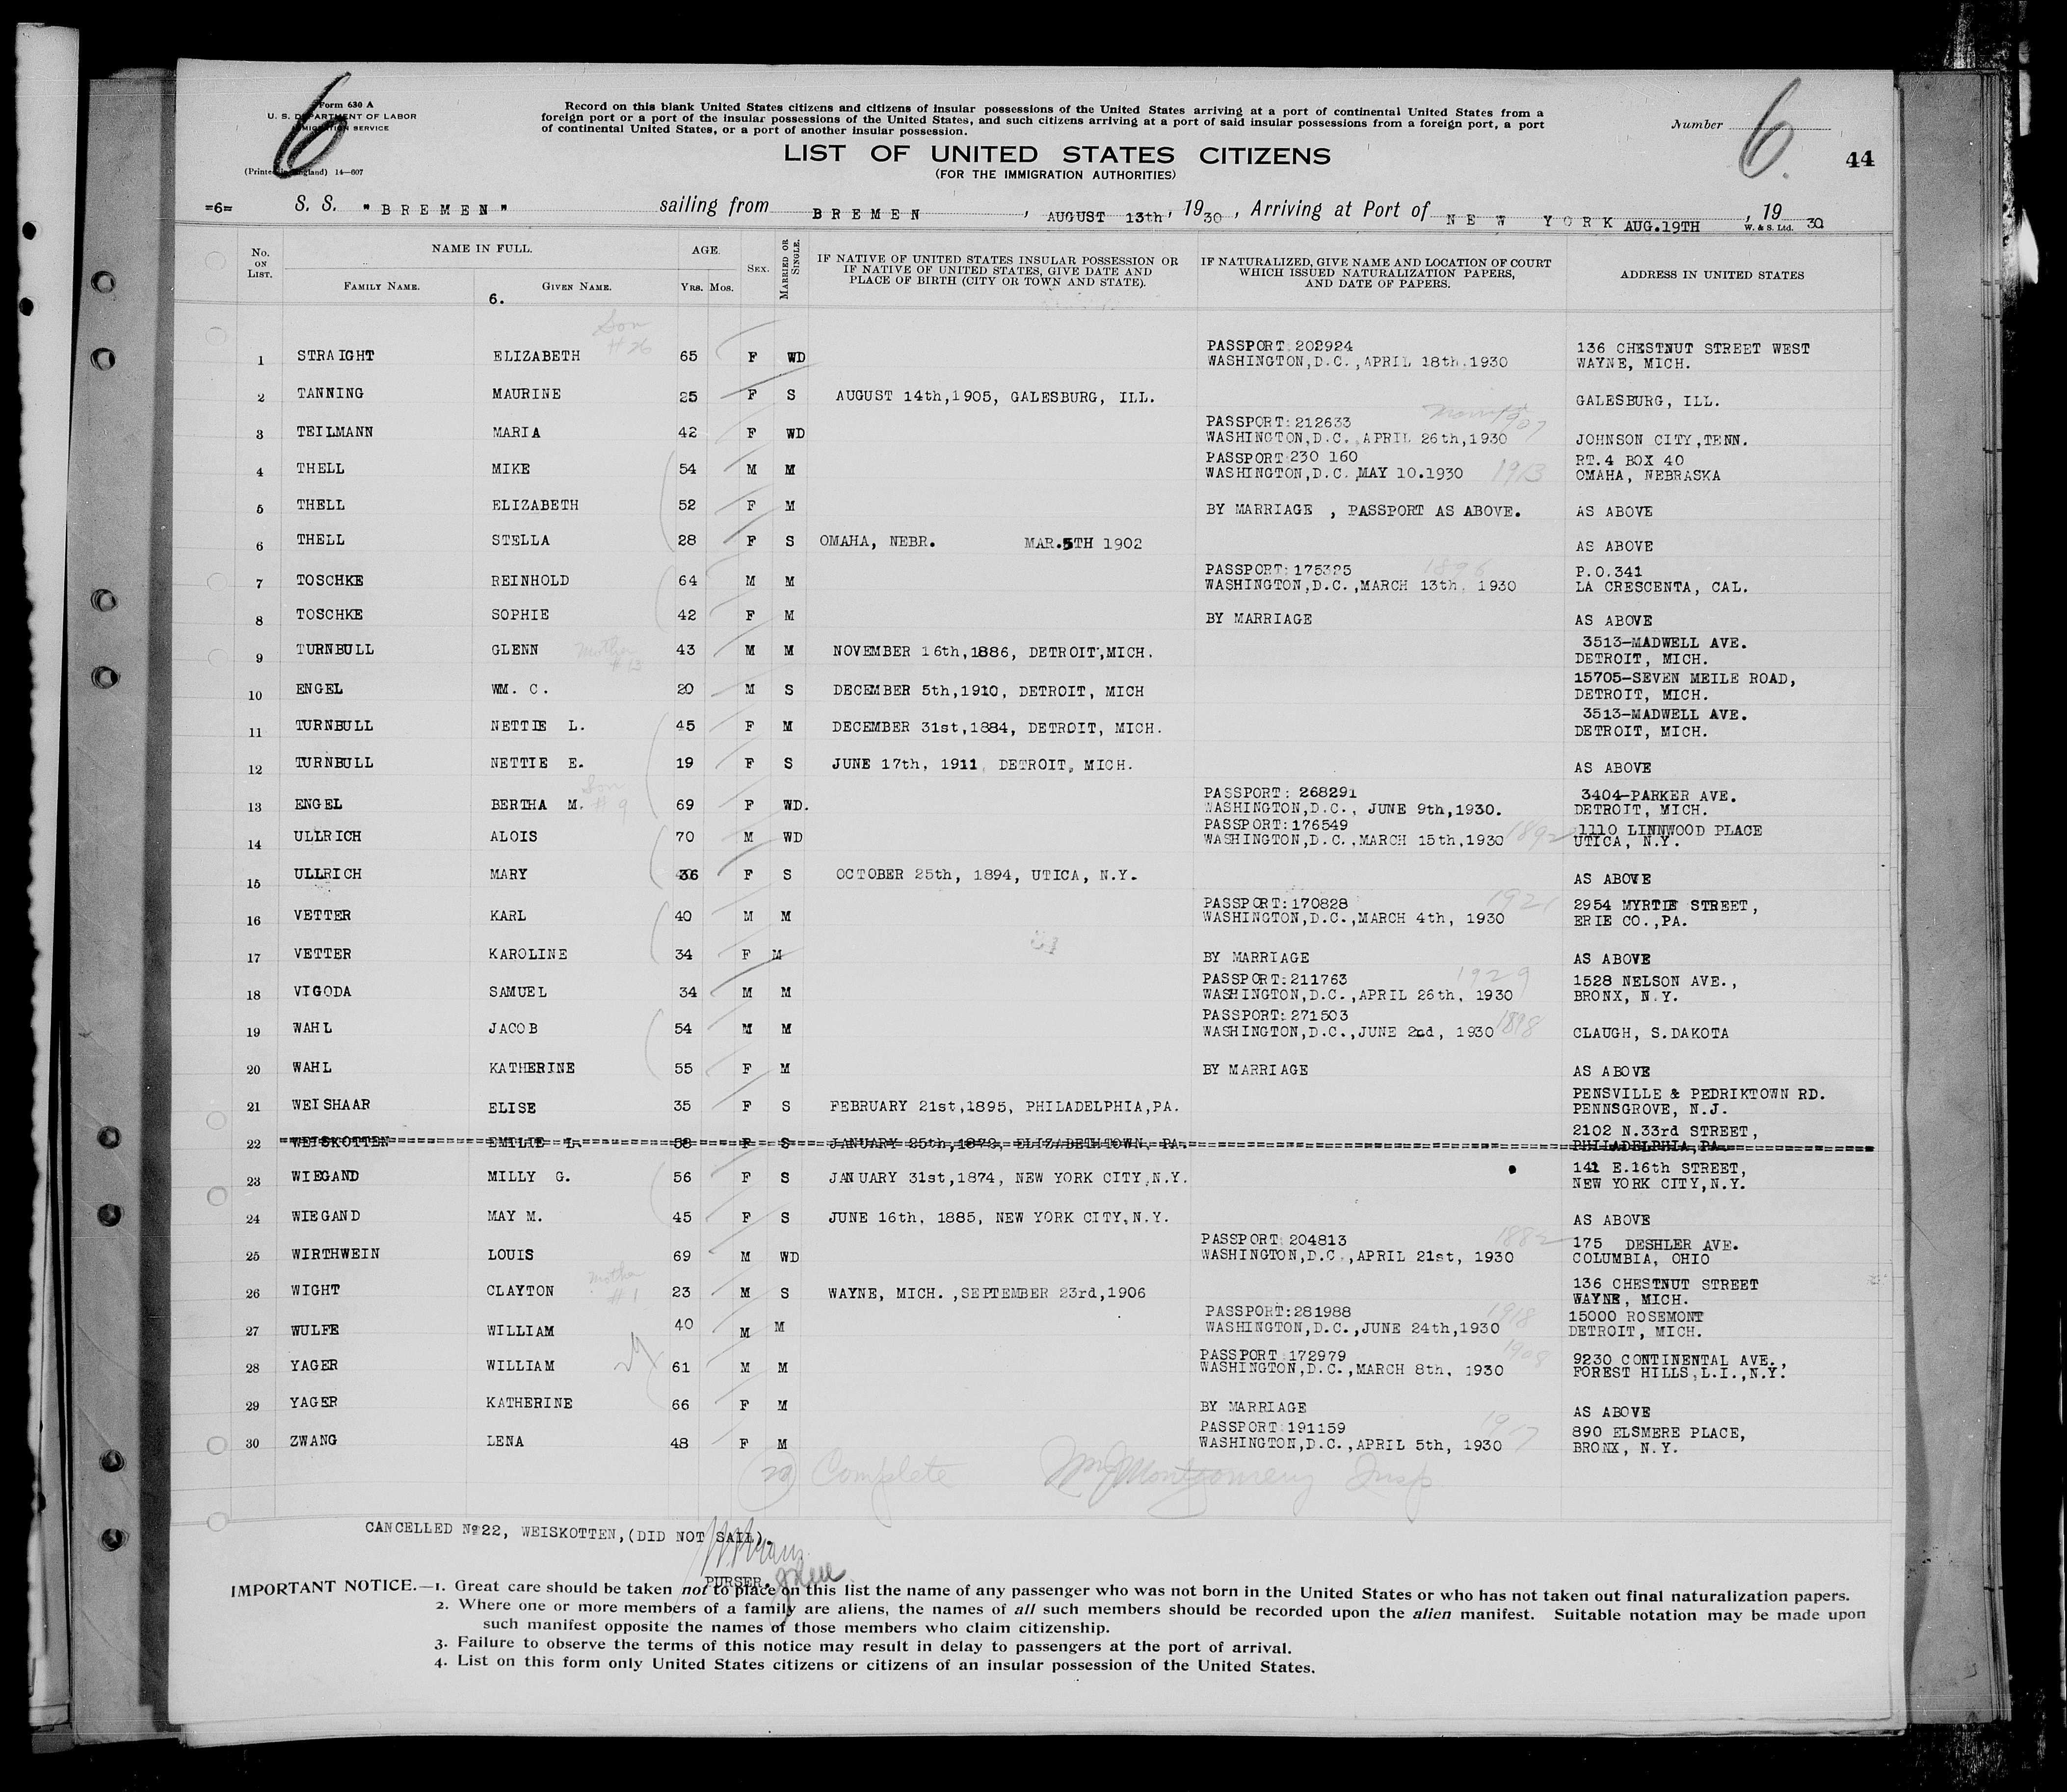 6
Form 630 A
U. S. DEPARTMENT OF LABOR
IMMIGRATION SERVICE
(Printed in England) 14—607
Record on this blank United States citizens and citizens of insular possessions of the United States arriving at a port of continental United States from a
foreign port or a port of the insular possessions of the United States, and such citizens arriving at a port of said insular possessions from a foreign port, a port
of continental United States, or a port of another insular possession.
Number 6. 44
LIST OF UNITED STATES CITIZENS
(FOR THE IMMIGRATION AUTHORITIES)
=6= S. S. "BREMEN" sailing from BREMEN, AUGUST 13th, 1930, Arriving at Port of NEW YORK AUG.19TH, 1930
W. & S. Ltd.
No. ON LIST. NAME IN FULL. AGE. SEX. MARRIED OR SINGLE. IF NATIVE OF UNITED STATES INSULAR POSSESSION OR IF NATIVE OF UNITED STATES, GIVE DATE AND PLACE OF BIRTH (CITY OR TOWN AND STATE). IF NATURALIZED, GIVE NAME AND LOCATION OF COURT WHICH ISSUED NATURALIZATION PAPERS, AND DATE OF PAPERS. ADDRESS IN UNITED STATES
FAMILY NAME. 6. GIVEN NAME. YRS. MOS.
Son
#26
1 STRAIGHT ELIZABETH 65 F WD PASSPORT:202924 136 CHESTNUT STREET WEST
WASHINGTON,D.C.,APRIL 18th.1930 WAYNE, MICH.
2 TANNING MAURINE 25 F S AUGUST 14th,1905, GALESBURG, ILL. GALESBURG, ILL.
3 TEILMANN MARIA 42 F WD PASSPORT:212633 1907
WASHINGTON,D.C. APRIL 26th,1930 JOHNSON CITY,TENN.
4 THELL MIKE 54 M M PASSPORT 230 160 RT.4 BOX 40
WASHINGTON,D.C.,MAY 10.1930 1913 OMAHA, NEBRASKA
5 THELL ELIZABETH 52 F M BY MARRIAGE , PASSPORT AS ABOVE. AS ABOVE
6 THELL STELLA 28 F S OMAHA, NEBR. MAR.5TH 1902 AS ABOVE
7 TOSCHKE REINHOLD 64 M M PASSPORT:175325 1896 P.O.341
WASHINGTON,D.C.,MARCH 13th, 1930 LA CRESCENTA, CAL.
8 TOSCHKE SOPHIE 42 F M BY MARRIAGE AS ABOVE
9 TURNBULL GLENN Mother #13 43 M M NOVEMBER 16th,1886, DETROIT,MICH. 3513-MADWELL AVE.
DETROIT, MICH.
10 ENGEL WM. C. 20 M S DECEMBER 5th,1910, DETROIT, MICH 15705-SEVEN MEILE ROAD,
DETROIT, MICH.
11 TURNBULL NETTIE L. 45 F M DECEMBER 31st,1884, DETROIT, MICH. 3513-MADWELL AVE.
DETROIT, MICH.
12 TURNBULL NETTIE E. 19 F S JUNE 17th, 1911, DETROIT, MICH. AS ABOVE
13 ENGEL BERTHA M. Son #9 69 F WD. PASSPORT: 268291 3404-PARKER AVE.
WASHINGTON,D.C., JUNE 9th,1930. DETROIT, MICH.
14 ULLRICH ALOIS 70 M WD PASSPORT:176549 1110 LINNWOOD PLACE
WASHINGTON,D.C.,MARCH 15th,1930 1892 UTICA, N.Y.
15 ULLRICH MARY 36 F S OCTOBER 25th, 1894, UTICA, N.Y. AS ABOVE
16 VETTER KARL 40 M M PASSPORT:170828 1921 2954 MYRTIE STREET,
WASHINGTON,D.C.,MARCH 4th, 1930 ERIE CO.,PA.
17 VETTER KAROLINE 34 F M BY MARRIAGE AS ABOVE
18 VIGODA SAMUEL 34 M M PASSPORT:211763 1929 1528 NELSON AVE.,
WASHINGTON,D.C.,APRIL 26th, 1930 BRONX, N.Y.
19 WAHL JACOB 54 M M PASSPORT:271503
WASHINGTON,D.C.,JUNE 2nd, 1930 1898 CLAUGH, S.DAKOTA
20 WAHL KATHERINE 55 F M BY MARRIAGE AS ABOVE
21 WEISHAAR ELISE 35 F S FEBRUARY 21st,1895, PHILADELPHIA,PA. PENSVILLE & PEDRIKTOWN RD.
PENNSGROVE, N.J.
22 WEISKOTTEN EMILIE L. 58 F S JANUARY 25th,1872, ELIZABETHTOWN, PA. 2102 N.33rd STREET,
PHILADELPHIA,PA.
23 WIEGAND MILLY G. 56 F S JANUARY 31st,1874, NEW YORK CITY,N.Y. 141 E.16th STREET,
NEW YORK CITY,N.Y.
24 WIEGAND MAY M. 45 F S JUNE 16th, 1885, NEW YORK CITY,N.Y. AS ABOVE
25 WIRTHWEIN LOUIS 69 M WD PASSPORT: 204813 1882 175 DESHLER AVE.
WASHINGTON,D.C.,APRIL 21st, 1930 COLUMBIA, OHIO
26 WIGHT CLAYTON Mother #1 23 M S WAYNE, MICH.,SEPTEMBER 23rd,1906 136 CHESTNUT STREET
WAYNE, MICH.
27 WULFE WILLIAM 40 M M PASSPORT:281988 1918 15000 ROSEMONT
WASHINGTON,D.C.,JUNE 24th,1930 DETROIT, MICH.
28 YAGER WILLIAM 61 M M PASSPORT:172979 1908 9230 CONTINENTAL AVE.,
WASHINGTON,D.C.,MARCH 8th, 1930 FOREST HILLS,L.I.,N.Y.
29 YAGER KATHERINE 66 F M BY MARRIAGE AS ABOVE
30 ZWANG LENA 48 F M PASSPORT:191159 1917 890 ELSMERE PLACE,
WASHINGTON,D.C.,APRIL 5th, 1930 BRONX, N.Y.
29 Complete Wm J Montgomery Insp
CANCELLED No22, WEISKOTTEN,(DID NOT SAIL).
PURSER.
IMPORTANT NOTICE.—1. Great care should be taken not to place on this list the name of any passenger who was not born in the United States or who has not taken out final naturalization papers.
2. Where one or more members of a family are aliens, the names of all such members should be recorded upon the alien manifest. Suitable notation may be made upon
such manifest opposite the names of those members who claim citizenship.
3. Failure to observe the terms of this notice may result in delay to passengers at the port of arrival.
4. List on this form only United States citizens or citizens of an insular possession of the United States.